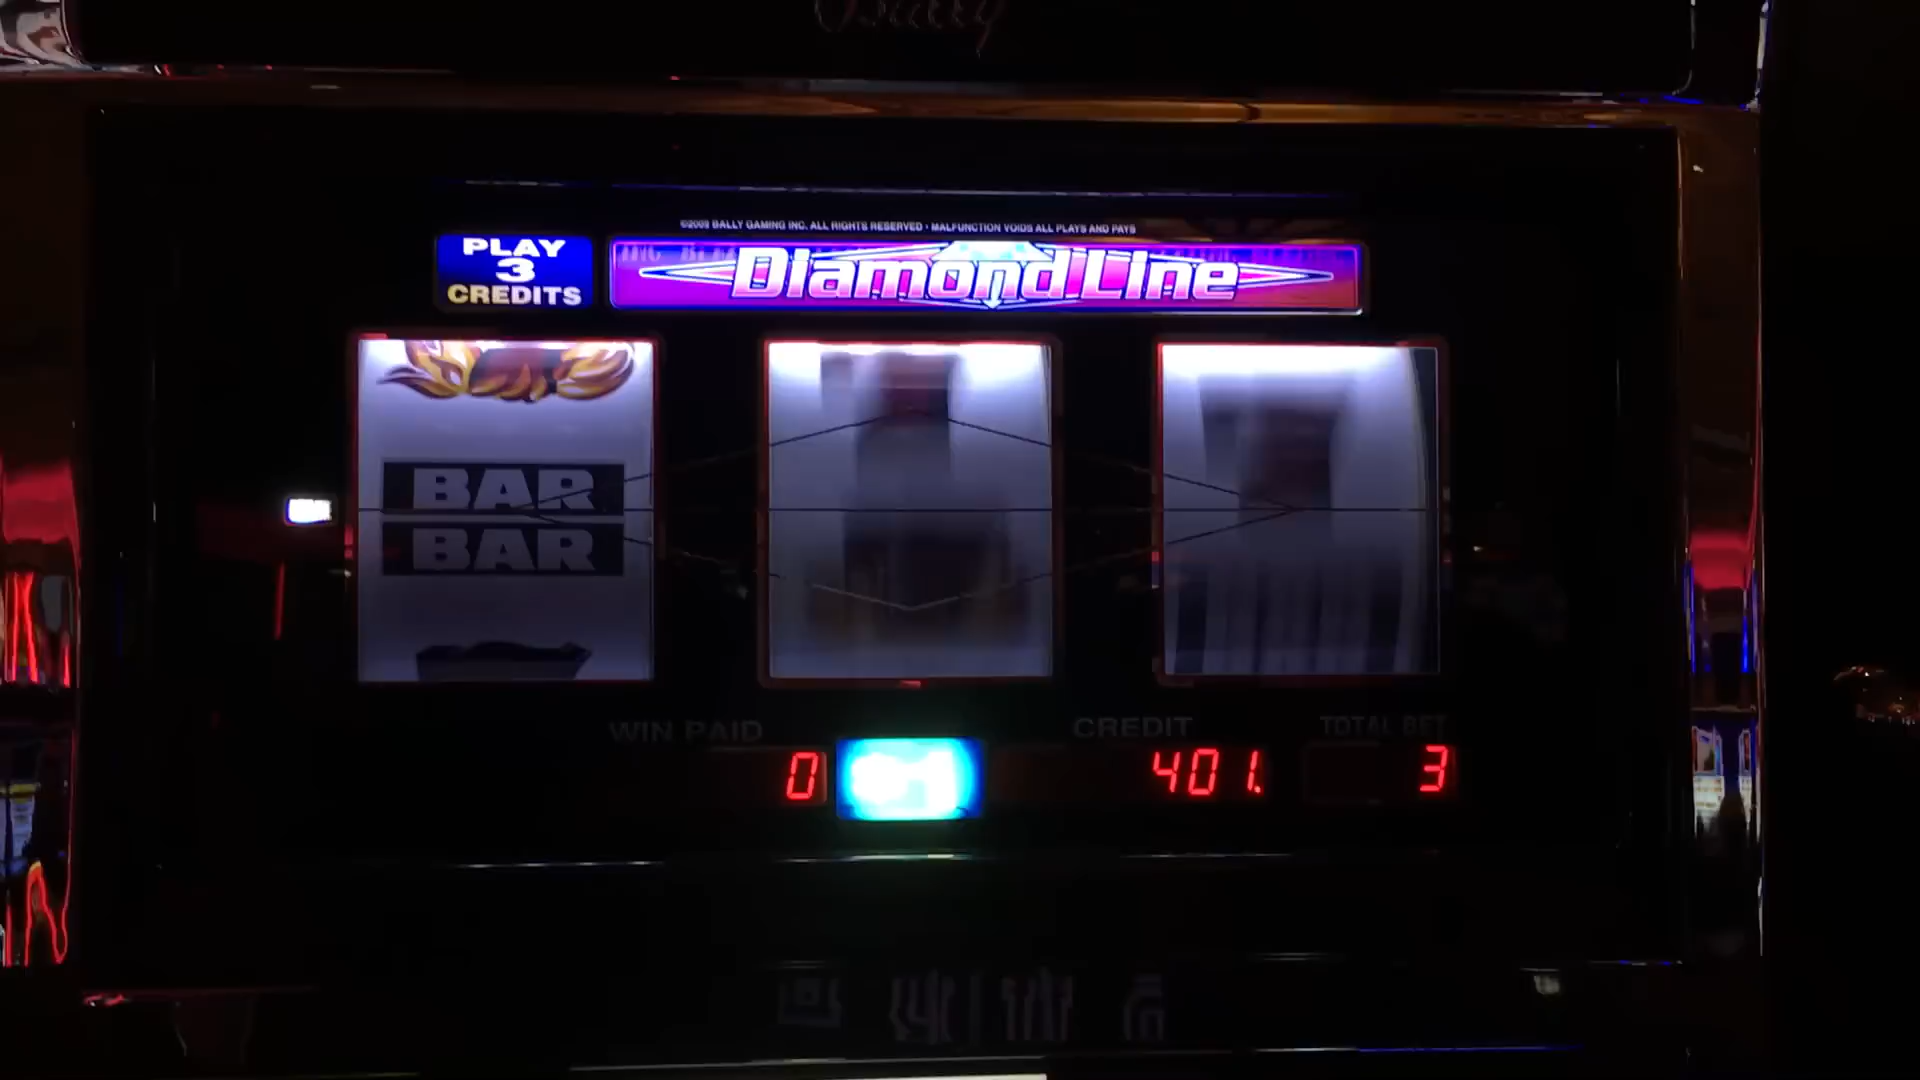 Bally
©2009 BALLY GAMING INC. ALL RIGHTS RESERVED - MALFUNCTION VOIDS ALL PLAYS AND PAYS
PLAY
3
CREDITS
Diamond Line
BAR
BAR
WIN PAID
CREDIT
TOTAL BET
0
401.
3